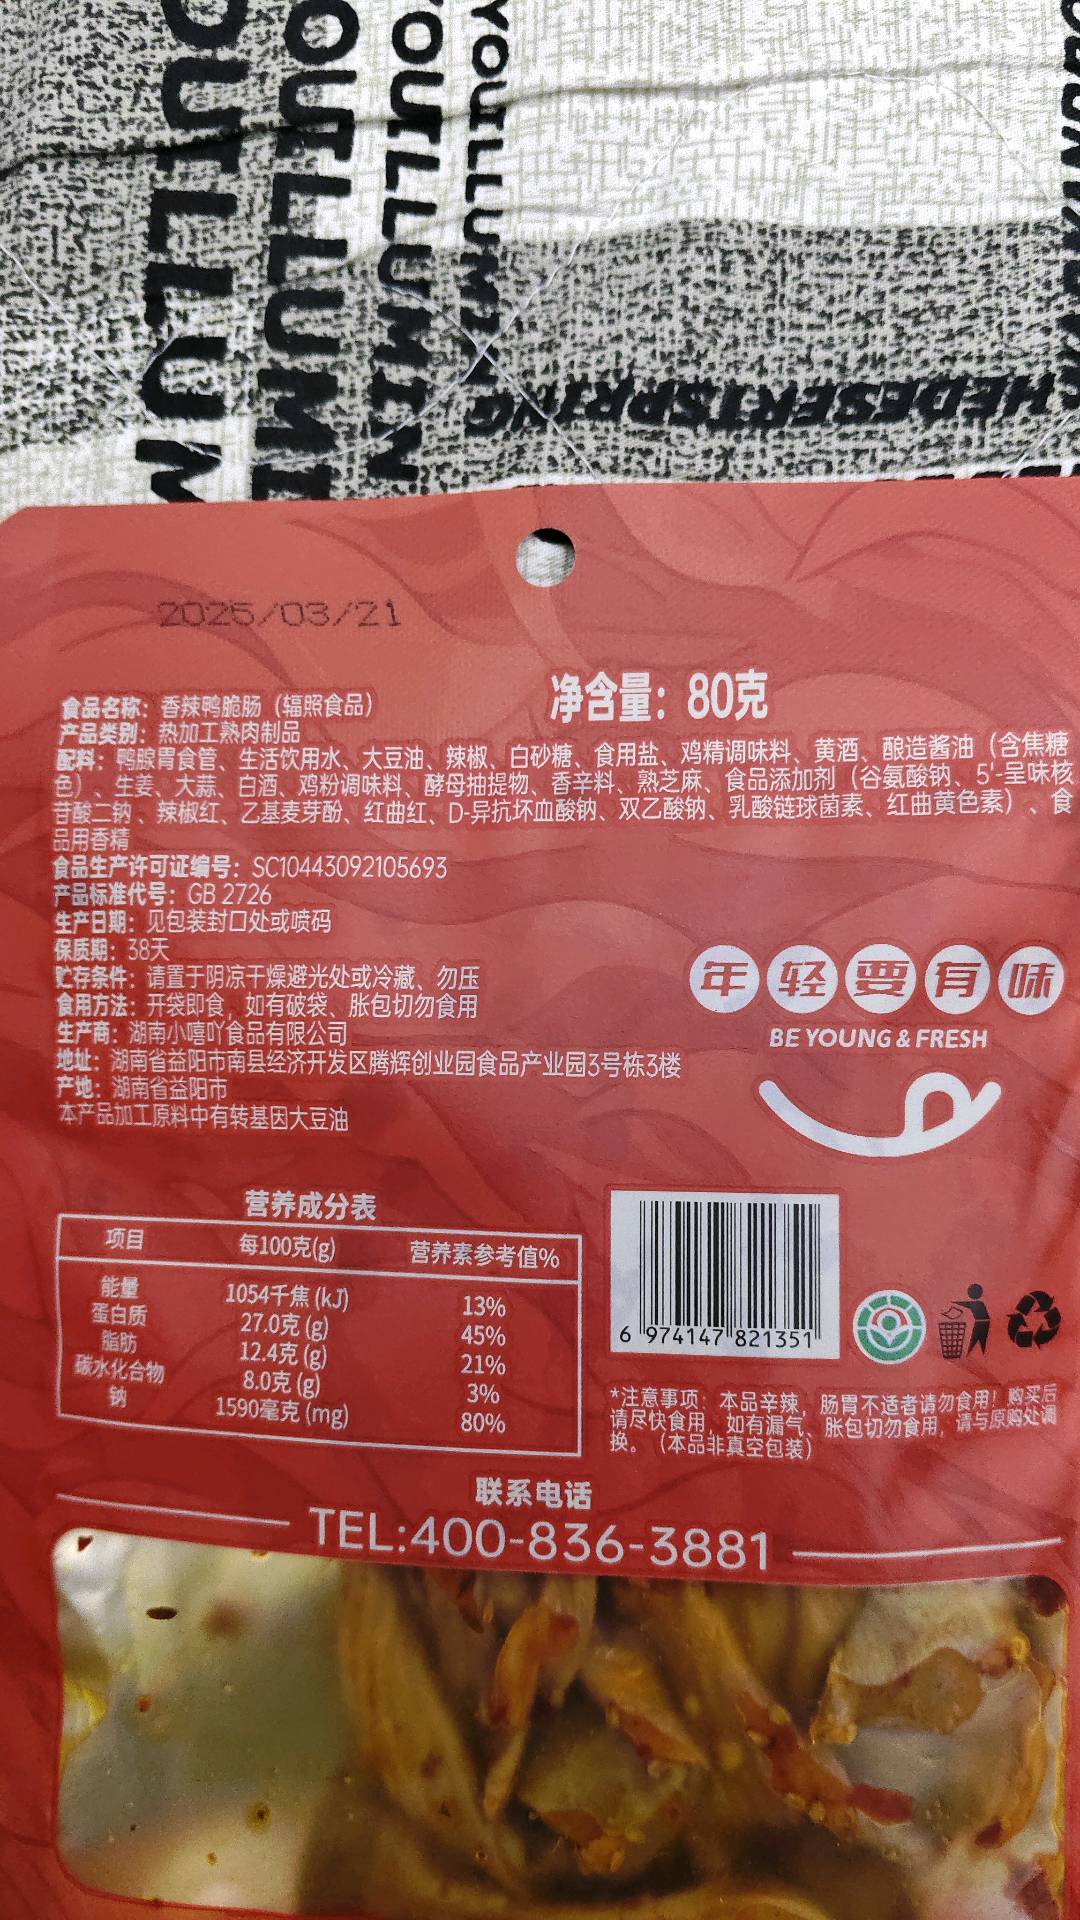 OUILLUM
OUILLUMI
YOUILLUMIN
YOUILLUMIN
HEDESERTSPRING
2025/03/21
净含量：80克
食品名称：香辣鸭脆肠（辐照食品）
产品类别：热加工熟肉制品
配料：鸭腺胃食管、生活饮用水、大豆油、辣椒、白砂糖、食用盐、鸡精调味料、黄酒、酿造酱油（含焦糖
色）、生姜、大蒜、白酒、鸡粉调味料、酵母抽提物、香辛料、熟芝麻、食品添加剂（谷氨酸钠、5'-呈味核
苷酸二钠、辣椒红、乙基麦芽酚、红曲红、D-异抗坏血酸钠、双乙酸钠、乳酸链球菌素、红曲黄色素）、食
品用香精
食品生产许可证编号：SC10443092105693
产品标准代号：GB 2726
生产日期：见包装封口处或喷码
保质期：38天
贮存条件：请置于阴凉干燥避光处或冷藏、勿压
食用方法：开袋即食，如有破袋、胀包切勿食用
生产商：湖南小嘻吖食品有限公司
地址：湖南省益阳市南县经济开发区腾辉创业园食品产业园3号栋3楼
产地：湖南省益阳市
本产品加工原料中有转基因大豆油
年轻要有味
BE YOUNG & FRESH
营养成分表
项目 每100克(g) 营养素参考值%
能量 1054千焦 (kJ) 13%
蛋白质 27.0克 (g) 45%
脂肪 12.4克 (g) 21%
碳水化合物 8.0克 (g) 3%
钠 1590毫克 (mg) 80%
6 974147 821351
*注意事项：本品辛辣，肠胃不适者请勿食用！购买后
请尽快食用，如有漏气、胀包切勿食用，请与原购处调
换。（本品非真空包装）
联系电话
TEL:400-836-3881